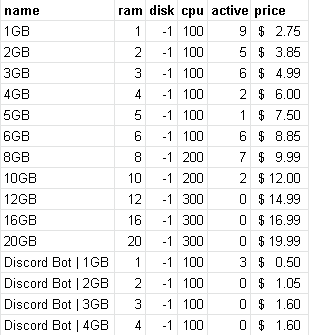 name ram disk cpu active price
1GB 1 -1 100 9 $ 2.75
2GB 2 -1 100 5 $ 3.85
3GB 3 -1 100 6 $ 4.99
4GB 4 -1 100 2 $ 6.00
5GB 5 -1 100 1 $ 7.50
6GB 6 -1 100 6 $ 8.85
8GB 8 -1 200 7 $ 9.99
10GB 10 -1 200 2 $ 12.00
12GB 12 -1 300 0 $ 14.99
16GB 16 -1 300 0 $ 16.99
20GB 20 -1 300 0 $ 19.99
Discord Bot | 1GB 1 -1 100 3 $ 0.50
Discord Bot | 2GB 2 -1 100 0 $ 1.05
Discord Bot | 3GB 3 -1 100 0 $ 1.60
Discord Bot | 4GB 4 -1 100 0 $ 1.60